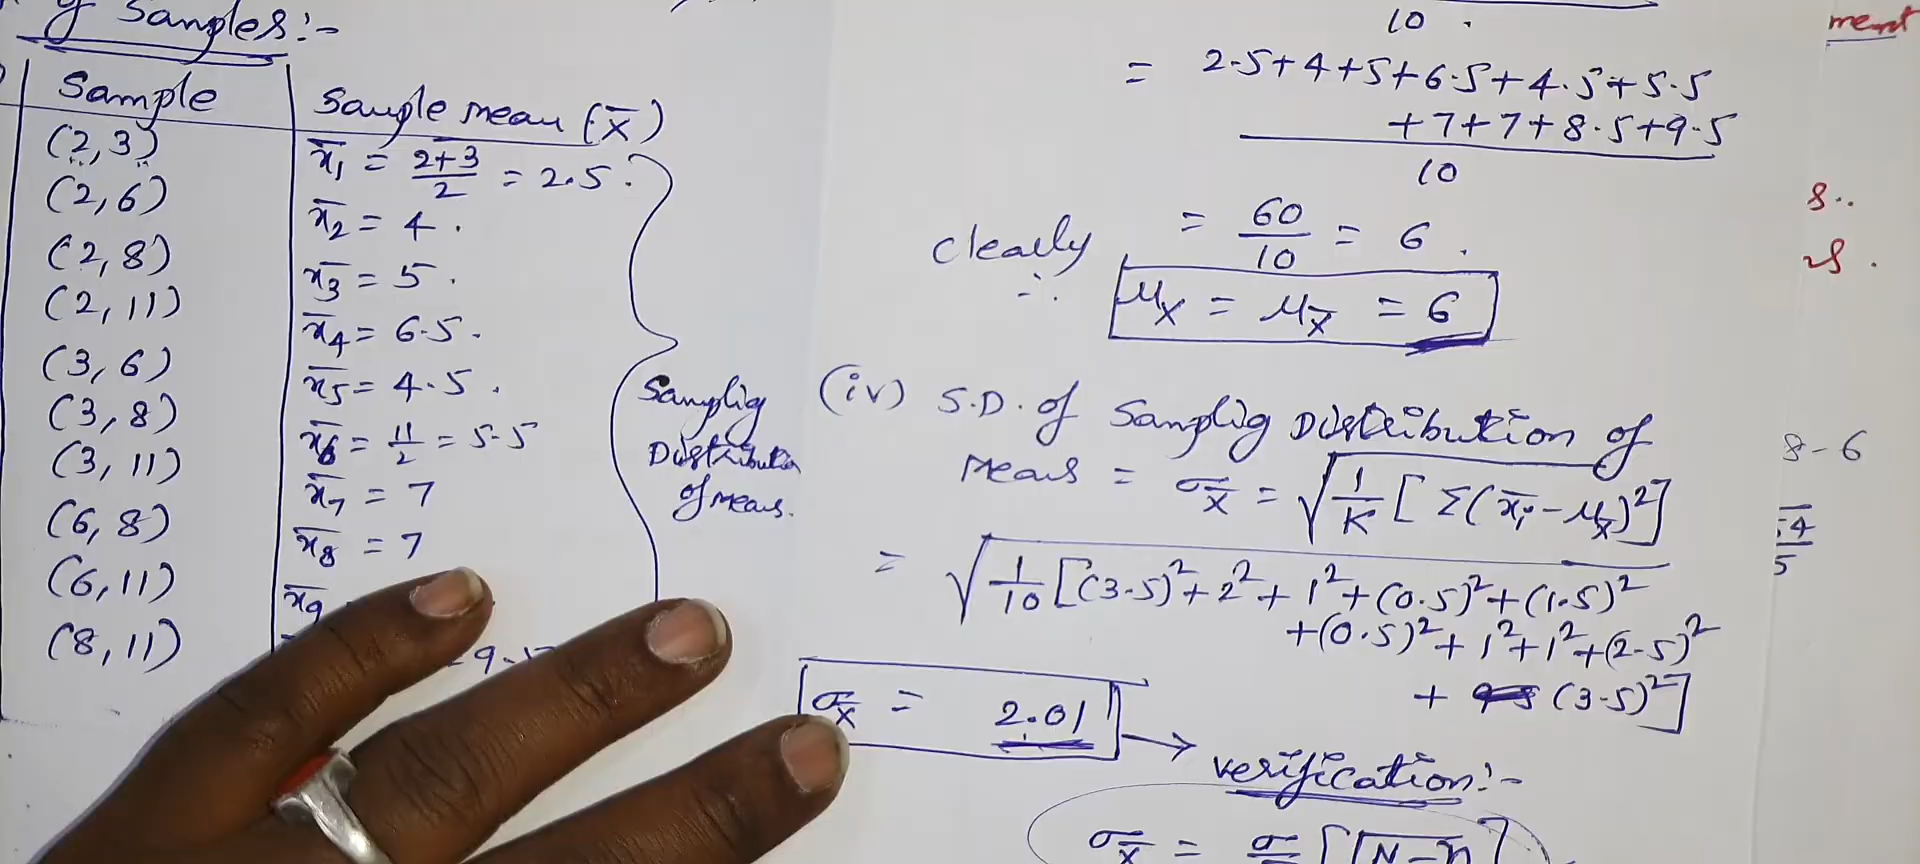 of Samples:-
Sample
Sample mean (x̄)
(2,3)
x̄1 = 2+3/2 = 2.5.
(2,6)
x̄2 = 4.
(2,8)
x̄3 = 5.
(2,11)
x̄4 = 6.5.
(3,6)
x̄5 = 4.5.
(3,8)
x̄6 = 11/2 = 5.5
(3,11)
x̄7 = 7
(6,8)
x̄8 = 7
(6,11)
x̄9
(8,11)
Samplig
Distribution
of means.
10.
= 2.5+4+5+6.5+4.5+5.5
+7+7+8.5+9.5
10
= 60/10 = 6.
Clearly
∴ μx = μx̄ = 6
(iv) S.D. of Samplig Distribution of
Means = σx̄ = √1/K [Σ(x̄i-μx̄)²]
= √1/10 [(3.5)²+2²+1²+(0.5)²+(1.5)²
+(0.5)²+1²+1²+(2.5)²
+ (3.5)²]
σx̄ = 2.01
verification:-
σx̄ = σ [√N-n]
ment
8-6